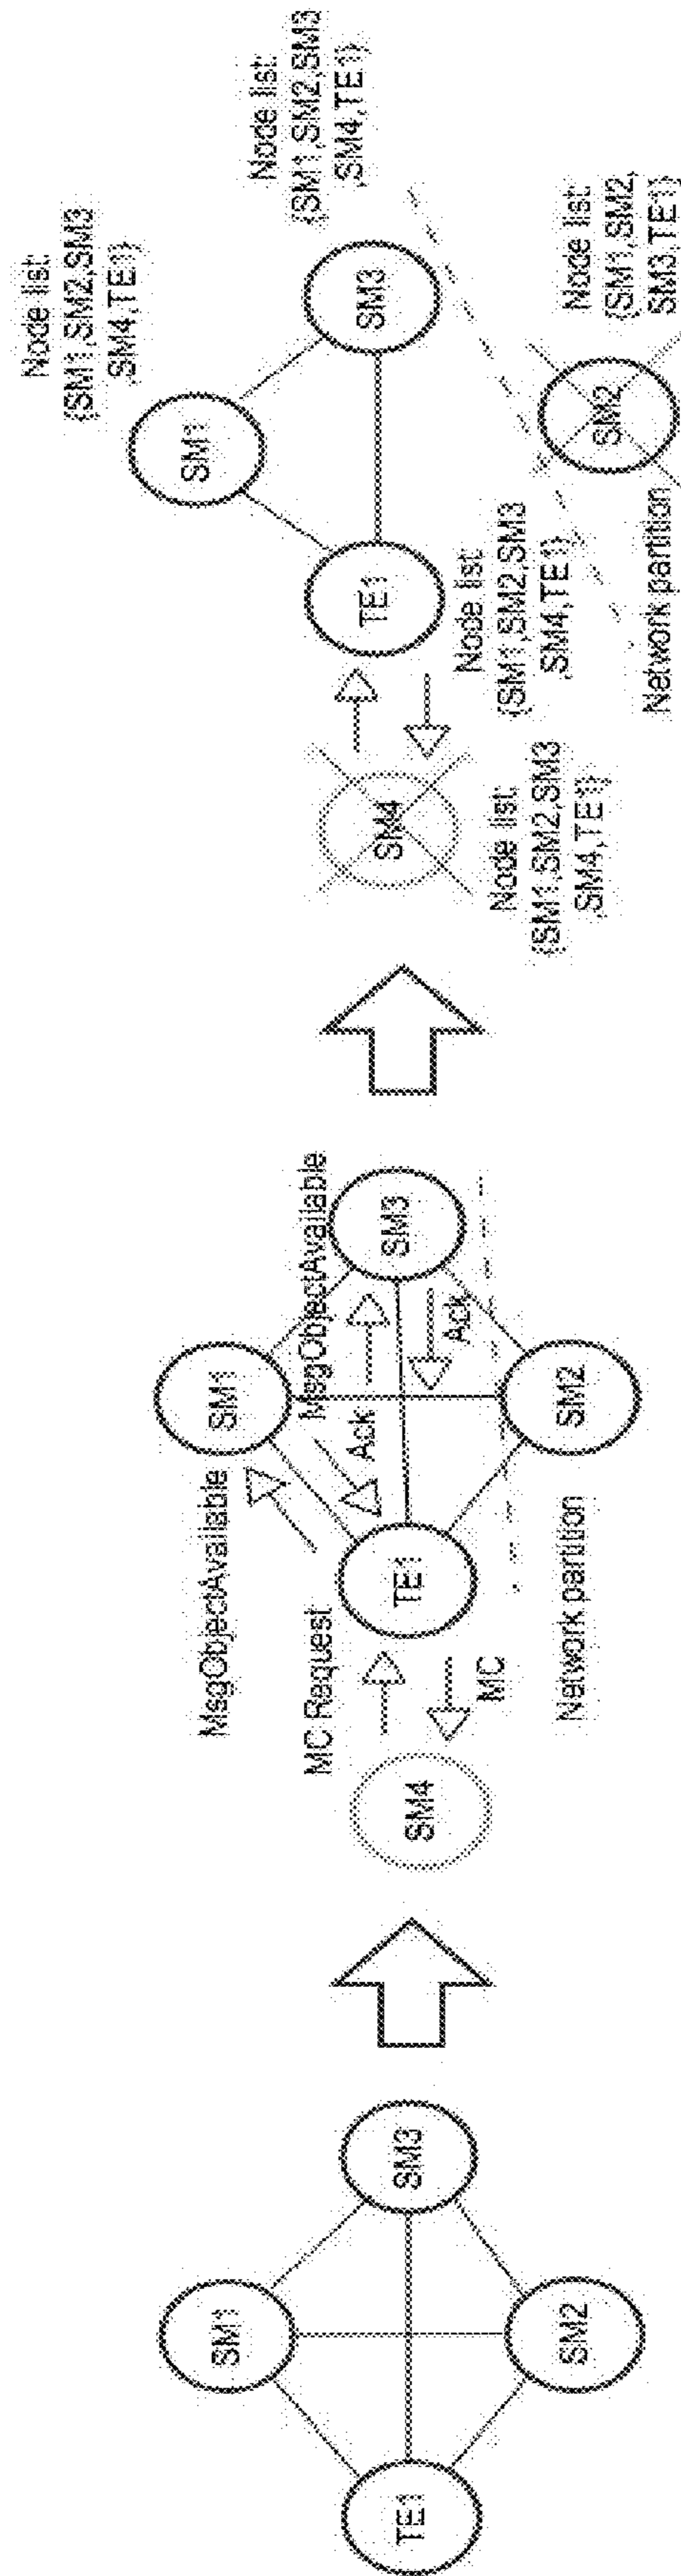 TE1
SM1
SM2
SM3
SM4
MC Request
MC
TE1
MsgObjectAvailable
SM1
Ack
MsgObjectAvailable
SM3
Ack
SM2
Network partition
SM4
Node list:
{SM1,SM2,SM3
,SM4,TE1}
TE1
Node list:
{SM1,SM2,SM3
,SM4,TE1}
SM1
Node list:
{SM1,SM2,SM3
,SM4,TE1}
SM3
Node list:
{SM1,SM2,SM3
,SM4,TE1}
Network partition
SM2
Node list:
{SM1,SM2,
SM3,TE1}